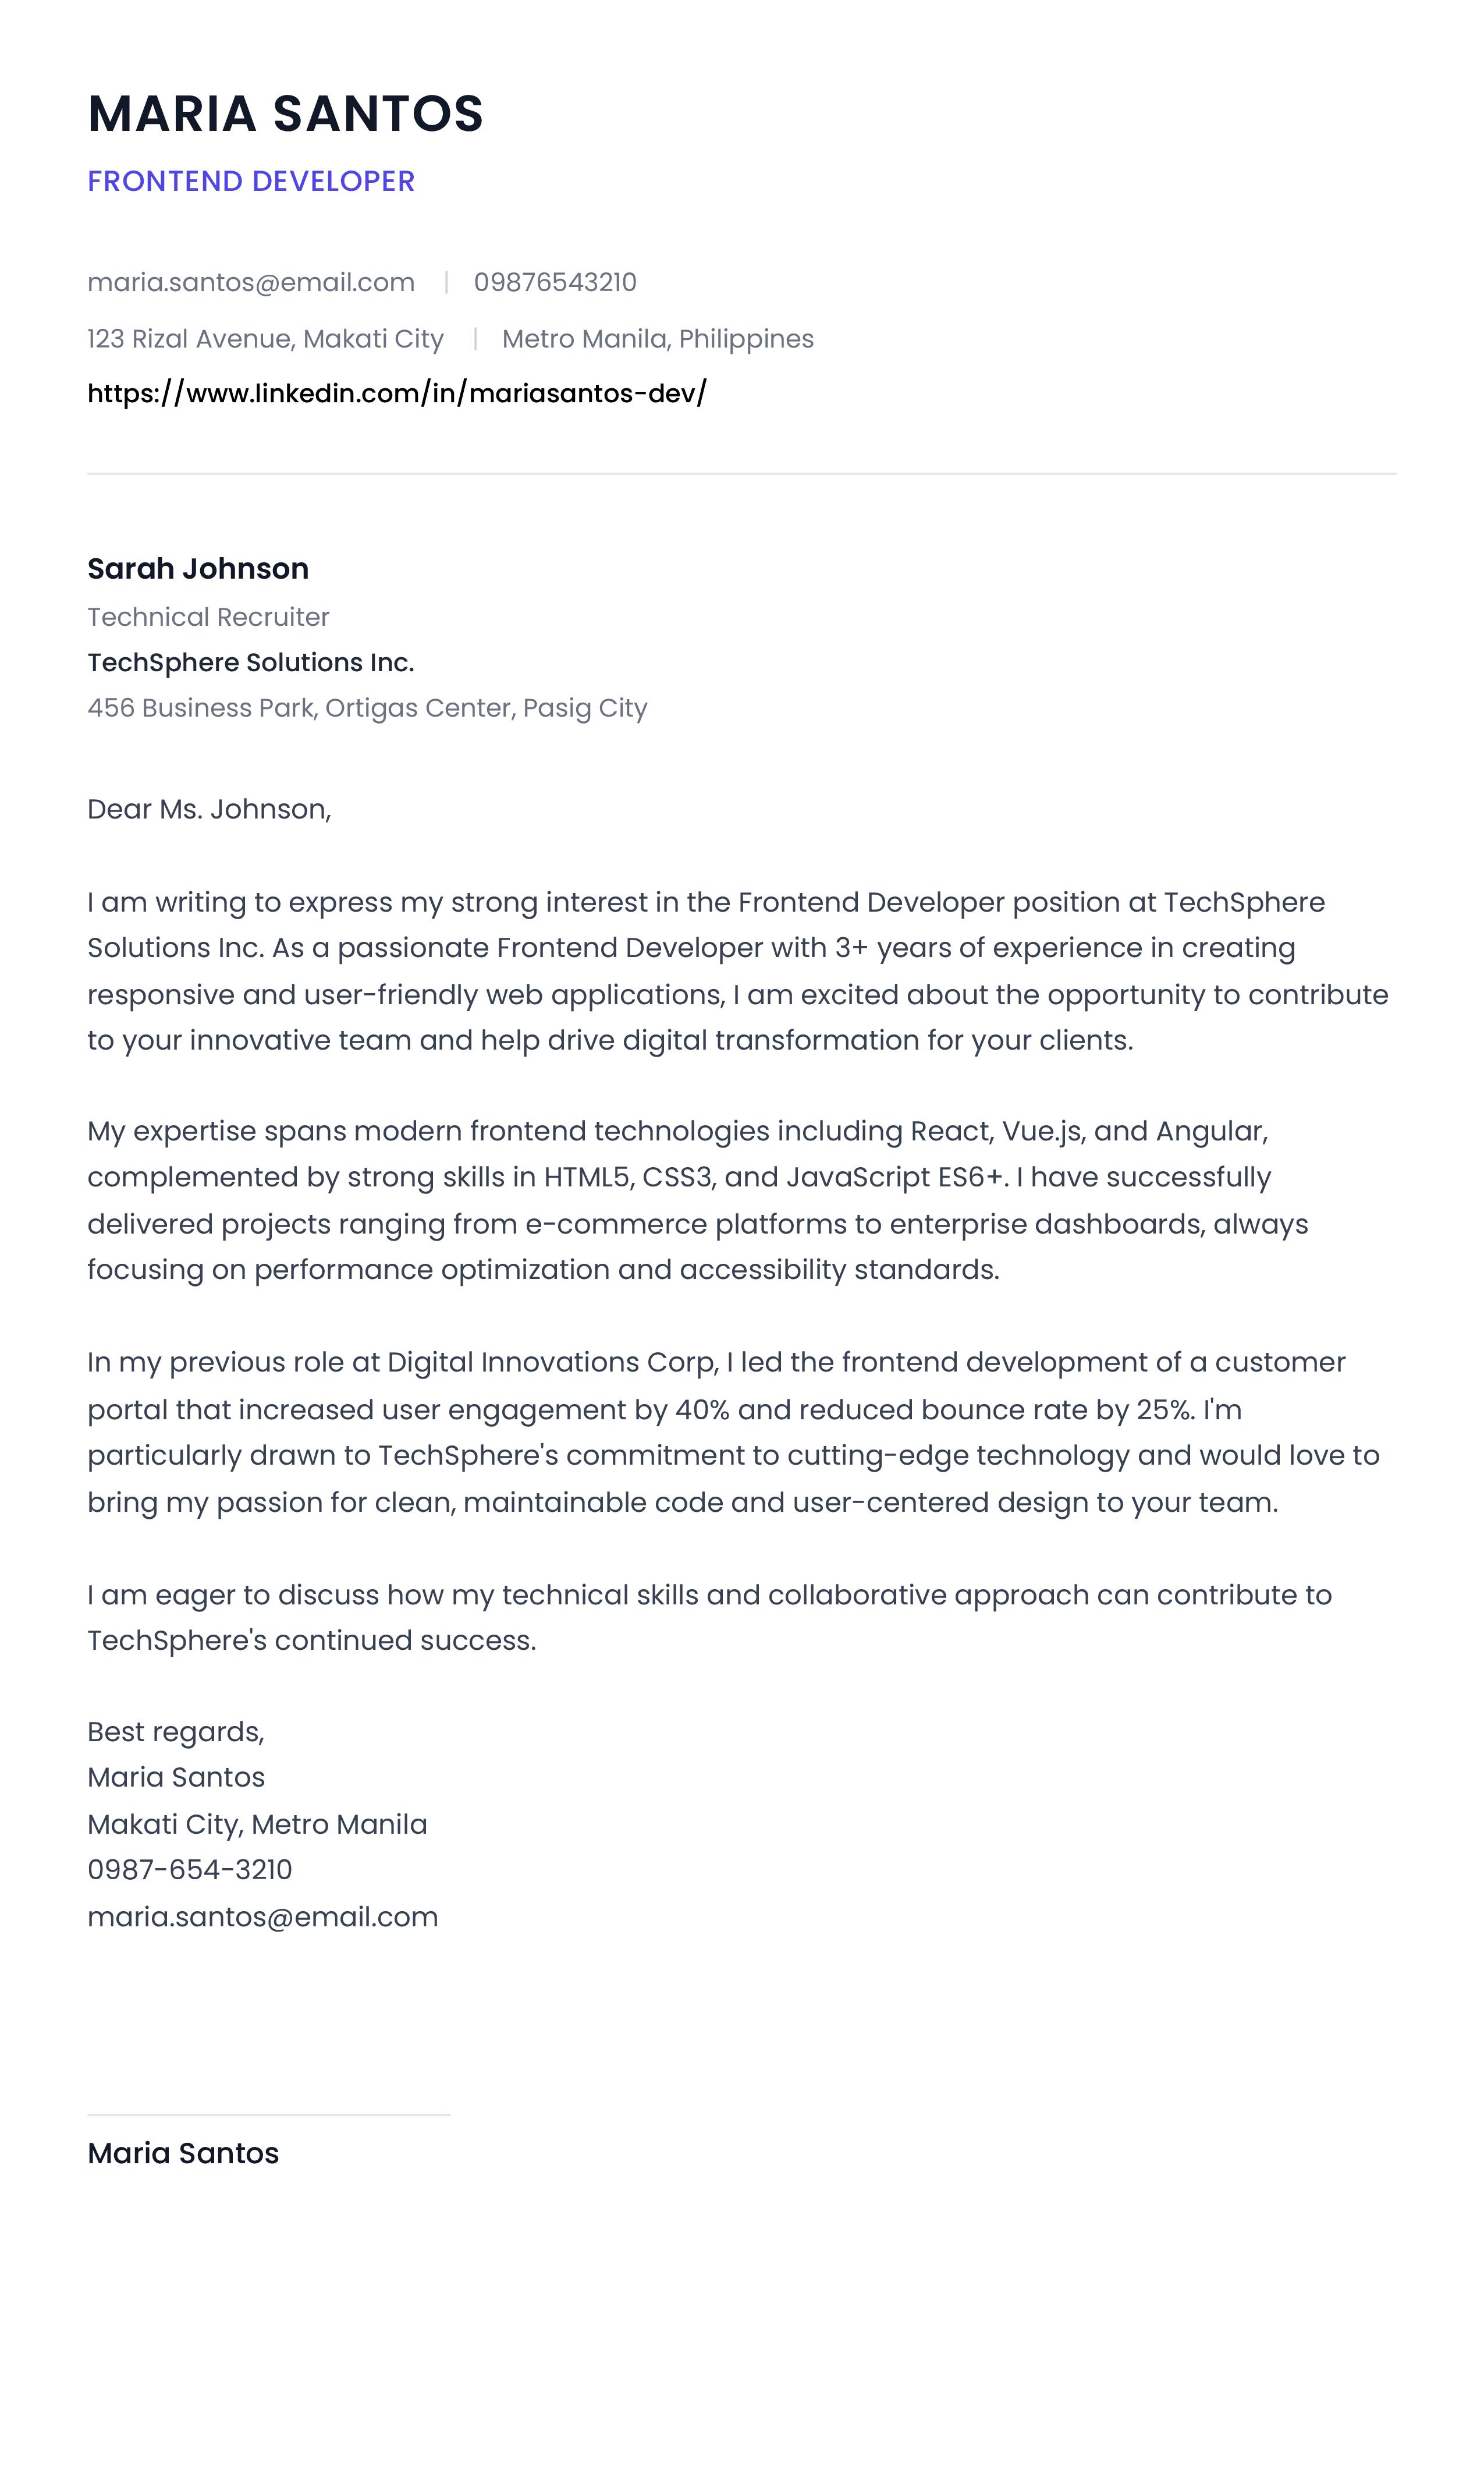 MARIA SANTOS
FRONTEND DEVELOPER
maria.santos@email.com | 09876543210
123 Rizal Avenue, Makati City | Metro Manila, Philippines
https://www.linkedin.com/in/mariasantos-dev/
Sarah Johnson
Technical Recruiter
TechSphere Solutions Inc.
456 Business Park, Ortigas Center, Pasig City
Dear Ms. Johnson,
I am writing to express my strong interest in the Frontend Developer position at TechSphere
Solutions Inc. As a passionate Frontend Developer with 3+ years of experience in creating
responsive and user-friendly web applications, I am excited about the opportunity to contribute
to your innovative team and help drive digital transformation for your clients.
My expertise spans modern frontend technologies including React, Vue.js, and Angular,
complemented by strong skills in HTML5, CSS3, and JavaScript ES6+. I have successfully
delivered projects ranging from e-commerce platforms to enterprise dashboards, always
focusing on performance optimization and accessibility standards.
In my previous role at Digital Innovations Corp, I led the frontend development of a customer
portal that increased user engagement by 40% and reduced bounce rate by 25%. I'm
particularly drawn to TechSphere's commitment to cutting-edge technology and would love to
bring my passion for clean, maintainable code and user-centered design to your team.
I am eager to discuss how my technical skills and collaborative approach can contribute to
TechSphere's continued success.
Best regards,
Maria Santos
Makati City, Metro Manila
0987-654-3210
maria.santos@email.com
Maria Santos